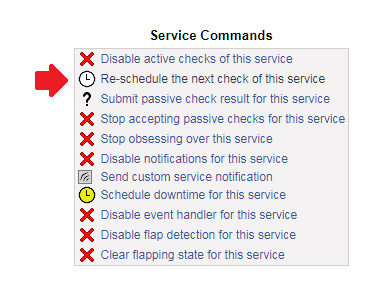 Service Commands
Disable active checks of this service
Re-schedule the next check of this service
Submit passive check result for this service
Stop accepting passive checks for this service
Stop obsessing over this service
Disable notifications for this service
Send custom service notification
Schedule downtime for this service
Disable event handler for this service
Disable flap detection for this service
Clear flapping state for this service